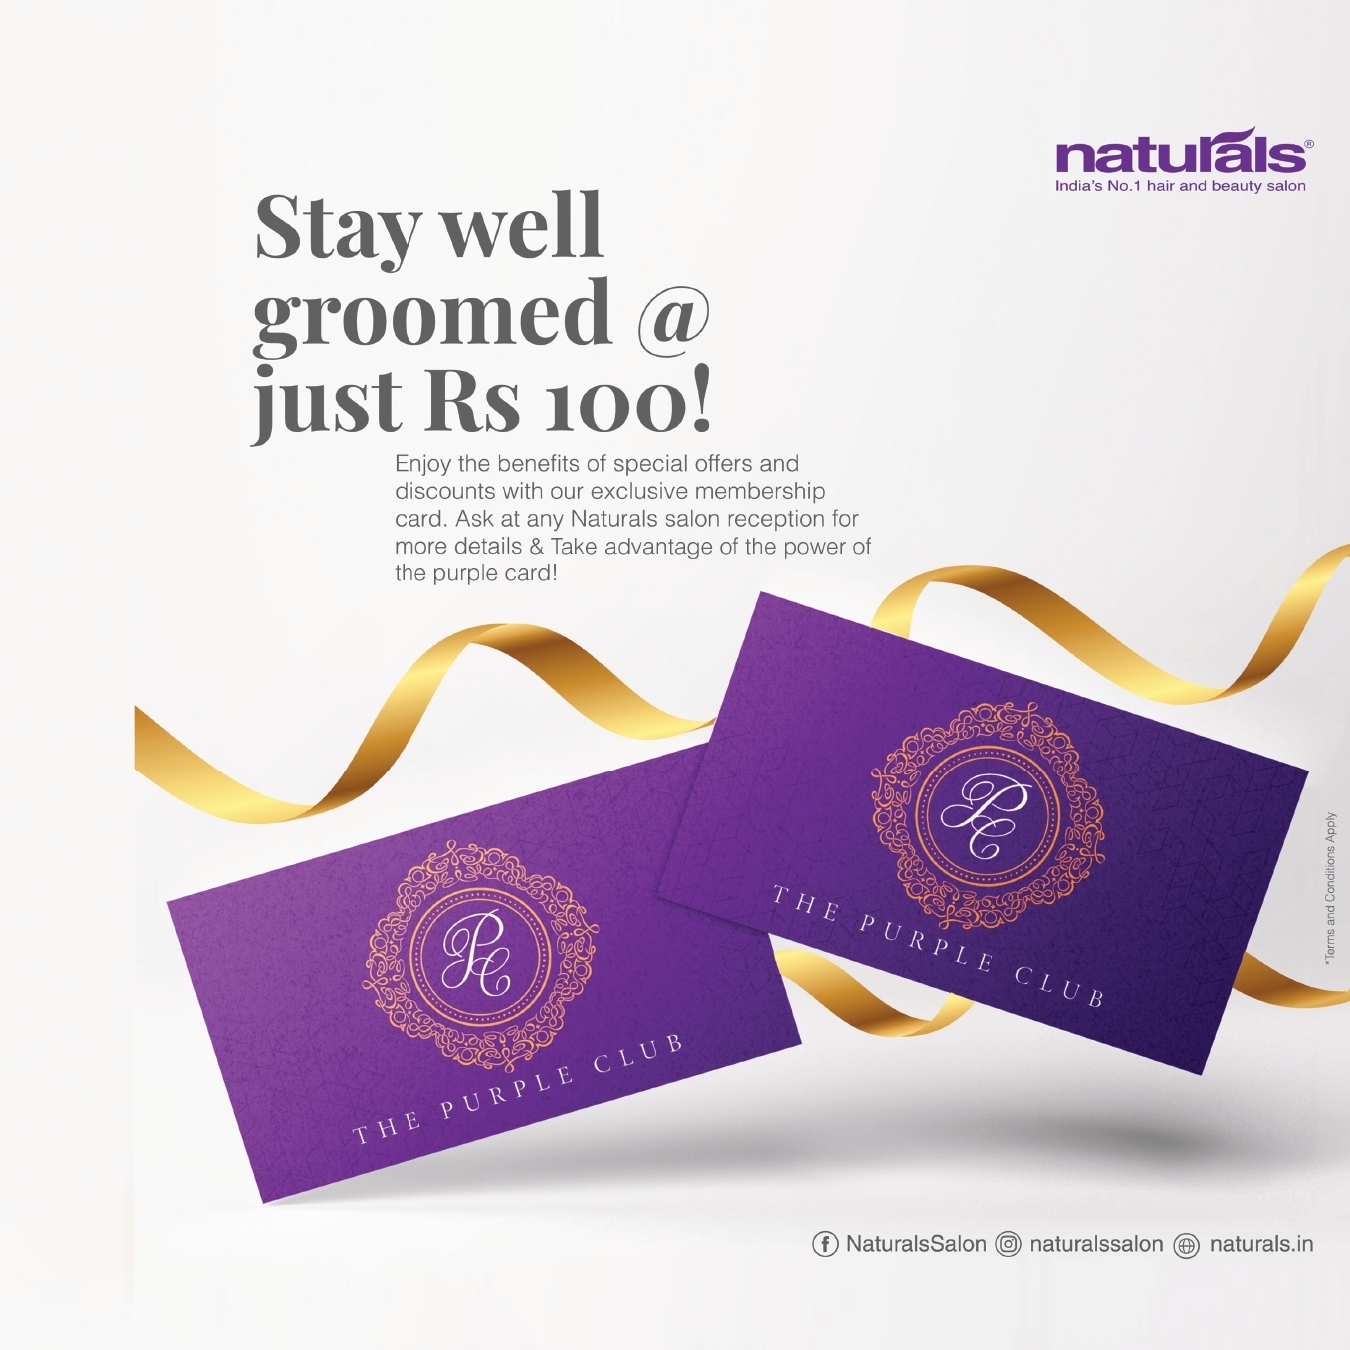 naturals®
India's No.1 hair and beauty salon
Stay well
groomed @
just Rs 100!
Enjoy the benefits of special offers and
discounts with our exclusive membership
card. Ask at any Naturals salon reception for
more details & Take advantage of the power of
the purple card!
PC
THE PURPLE CLUB
PC
THE PURPLE CLUB
*Terms and Conditions Apply
NaturalsSalon naturalssalon naturals.in